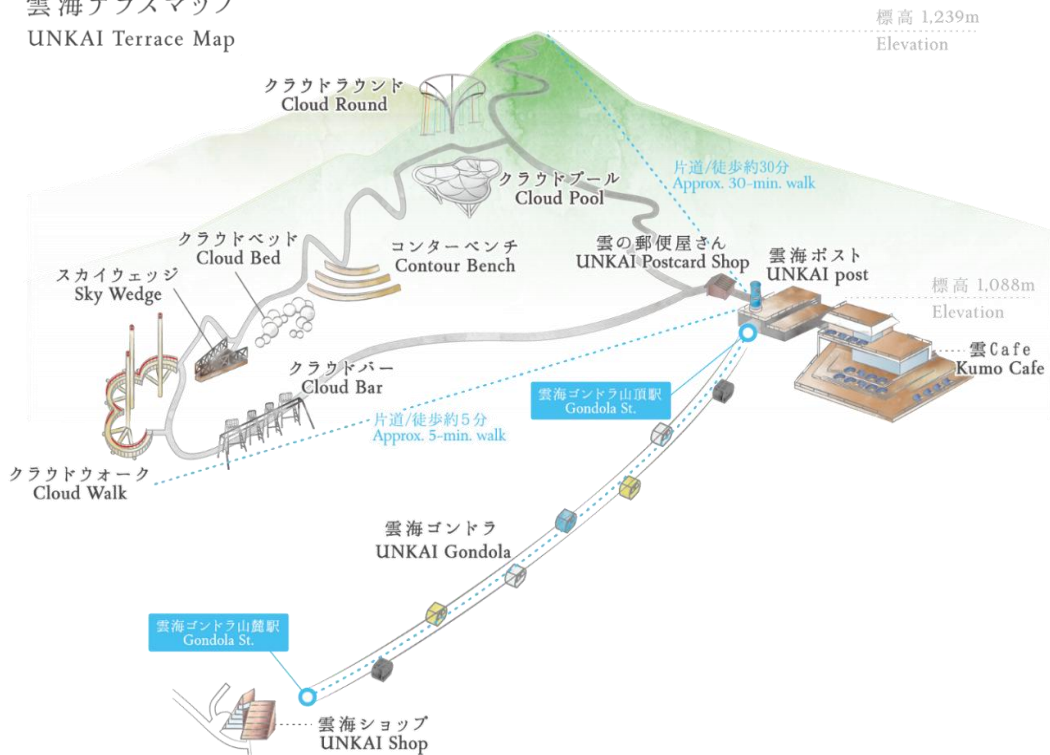 雲海テラスマップ
UNKAI Terrace Map
標高 1,239m
Elevation
クラウドラウンド
Cloud Round
片道/徒歩約30分
Approx. 30-min. walk
クラウドプール
Cloud Pool
クラウドベッド
Cloud Bed
コンターベンチ
Contour Bench
雲の郵便屋さん
UNKAI Postcard Shop
雲海ポスト
UNKAI post
スカイウェッジ
Sky Wedge
標高 1,088m
Elevation
雲Cafe
Kumo Cafe
クラウドバー
Cloud Bar
雲海ゴンドラ山頂駅
Gondola St.
片道/徒歩約5分
Approx. 5-min. walk
クラウドウォーク
Cloud Walk
雲海ゴンドラ
UNKAI Gondola
雲海ゴンドラ山麓駅
Gondola St.
雲海ショップ
UNKAI Shop